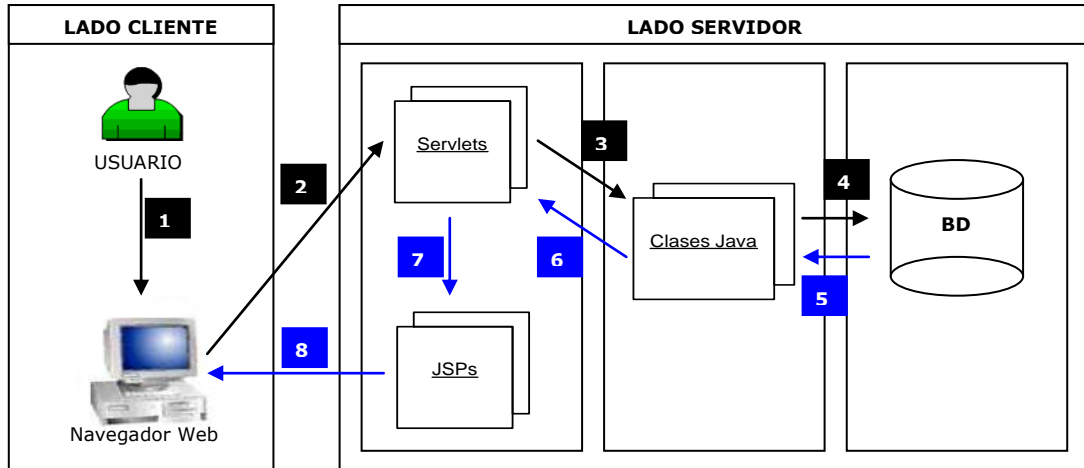 LADO CLIENTE
LADO SERVIDOR
USUARIO
1
Navegador Web
2
Servlets
3
Clases Java
4
BD
5
6
7
JSPs
8